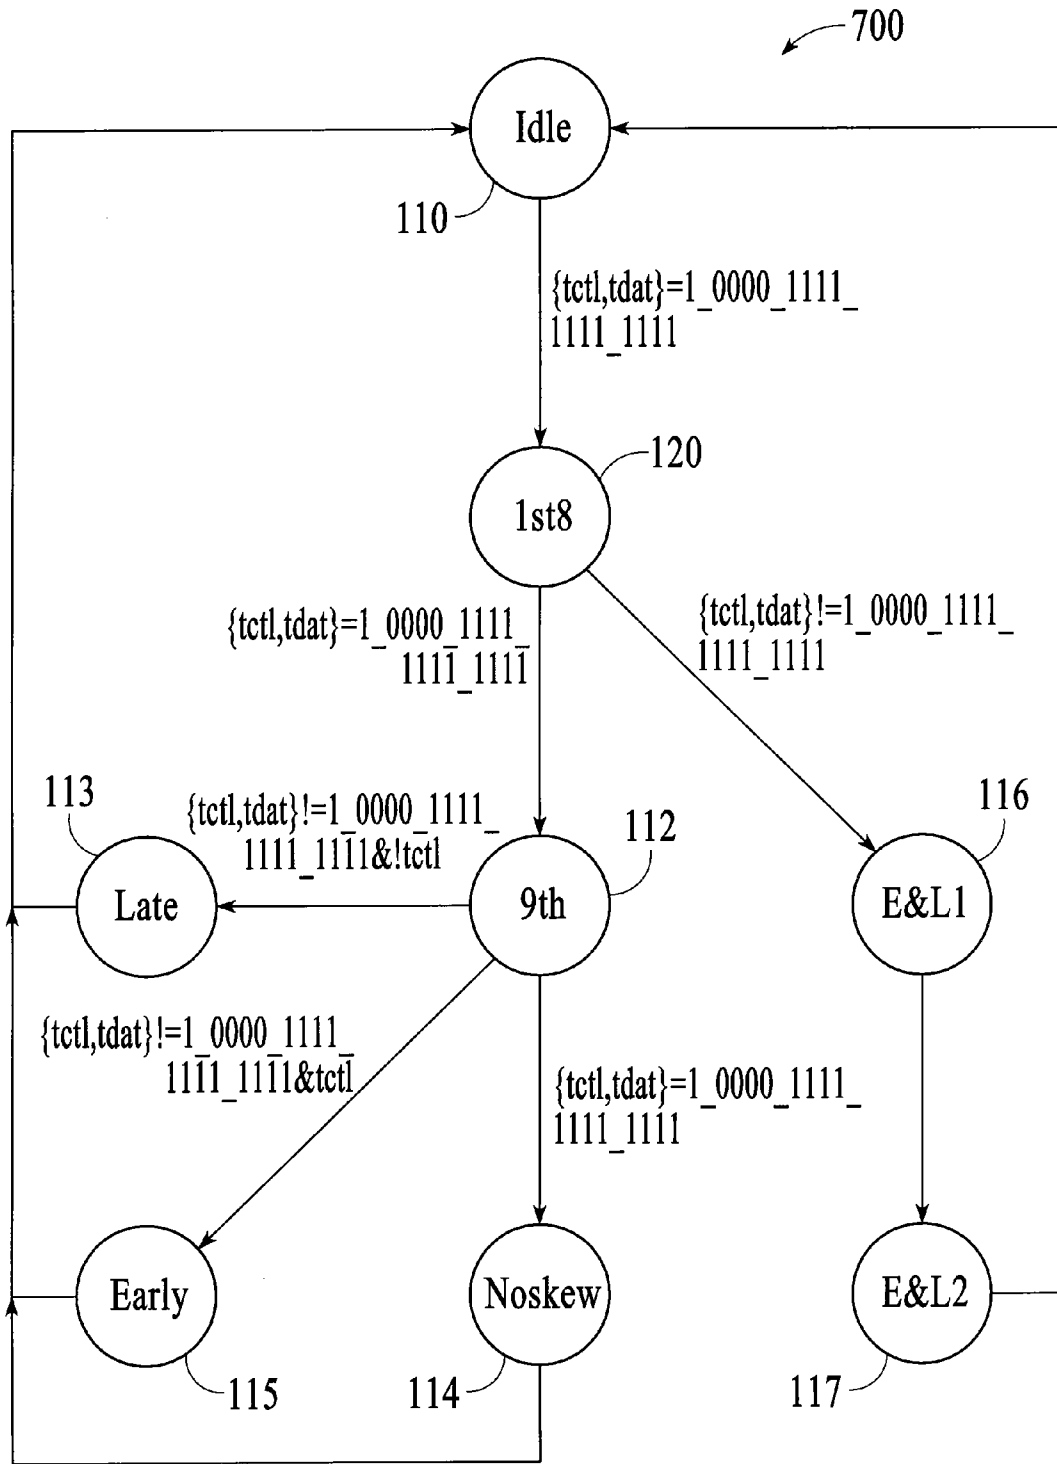 700
Idle
110
{tctl,tdat}=1_0000_1111_
1111_1111
120
1st8
{tctl,tdat}=1_0000_1111_
1111_1111
{tctl,tdat}!=1_0000_1111_
1111_1111
113
{tctl,tdat}!=1_0000_1111_
1111_1111&!tctl
112
116
Late
9th
E&L1
{tctl,tdat}!=1_0000_1111_
1111_1111&tctl
{tctl,tdat}=1_0000_1111_
1111_1111
Early
Noskew
E&L2
115
114
117